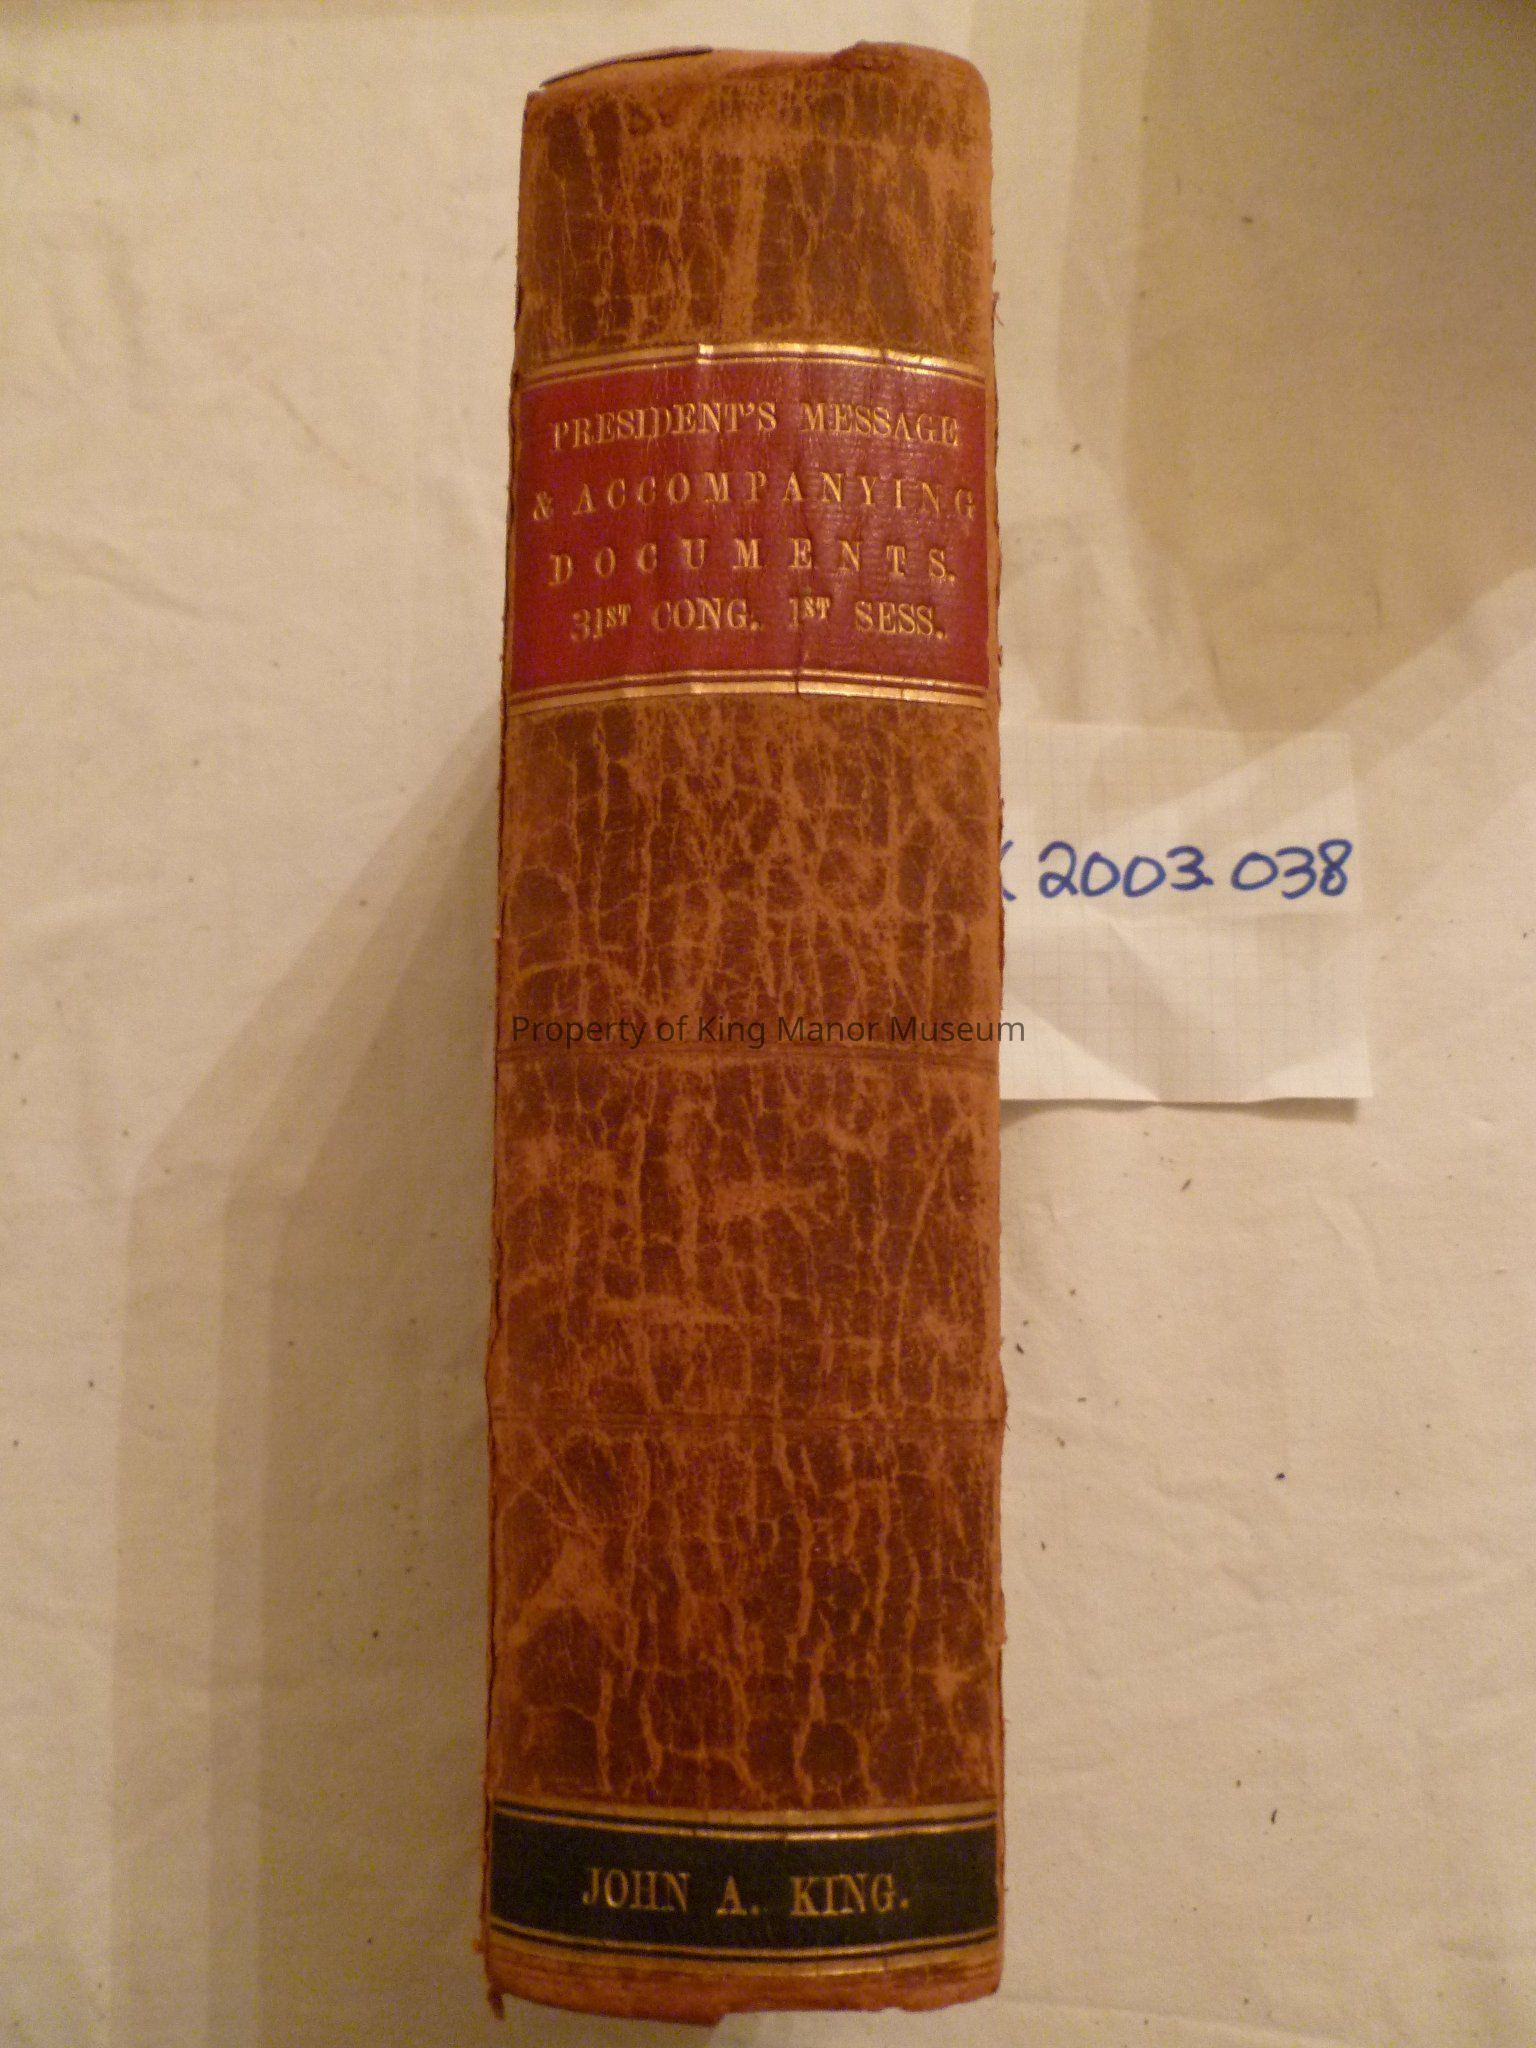 PRESIDENT'S MESSAGE
& ACCOMPANYING
DOCUMENTS.
31ST CONG. 1ST SESS.
2003.038
Property of King Manor Museum
JOHN A. KING.